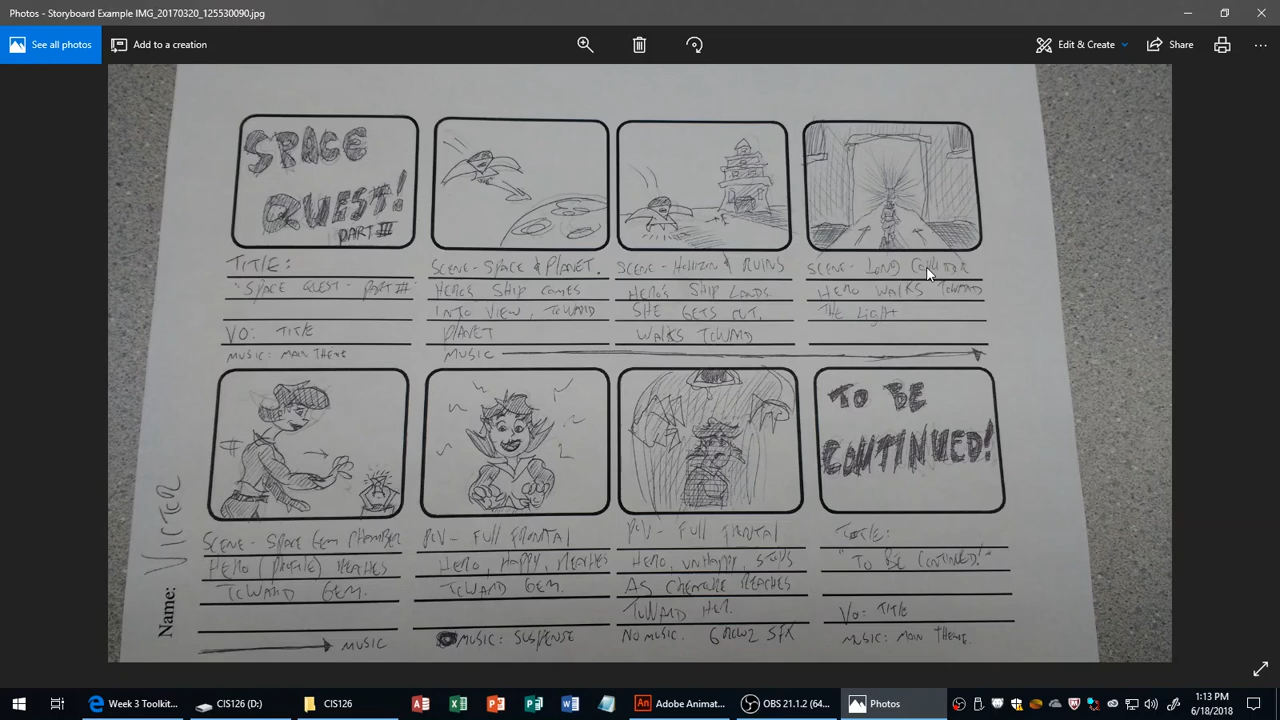 Photos - Storyboard Example IMG_20170320_125530090.jpg
See all photos
Add to a creation
Edit & Create
Share
SPACE
QUEST!
PART III
TITLE:
"SPACE QUEST - PART III
VO: TITLE
MUSIC: MAIN THEME
SCENE - SPACE & PLANET.
HERO'S SHIP COMES
INTO VIEW, TOWARD
PLANET
MUSIC
SCENE - HORIZON & RUINS
HERO'S SHIP LANDS.
SHE GETS OUT.
WALKS TOWARD
SCENE - LONG CORRIDOR
HERO WALKS TOWARD
THE LIGHT
SCENE - SPACE GEM CHAMBER
HERO (PROFILE) REACHES
TOWARD GEM.
MUSIC
POV - FULL FRONTAL
HERO, HAPPY, REACHES
TOWARD GEM.
MUSIC: SUSPENSE
POV - FULL FRONTAL
HERO, UNHAPPY, STOPS
AS CREATURE REACHES
TOWARD HER.
NO MUSIC. GROWL SFX
TO BE
CONTINUED!
TITLE:
"TO BE CONTINUED!"
VO: TITLE
MUSIC: MAIN THEME.
Name: VICTOR
Week 3 Toolkit...
CIS126 (D:)
CIS126
Adobe Animat...
OBS 21.1.2 (64...
Photos
1:13 PM
6/18/2018